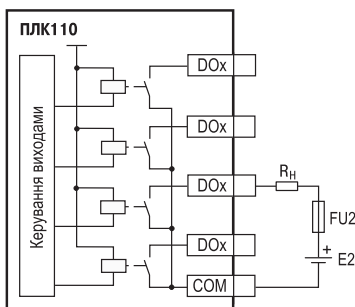 ПЛК110
Керування виходами
DOx
DOx
DOx
DOx
COM
RН
FU2
+
E2